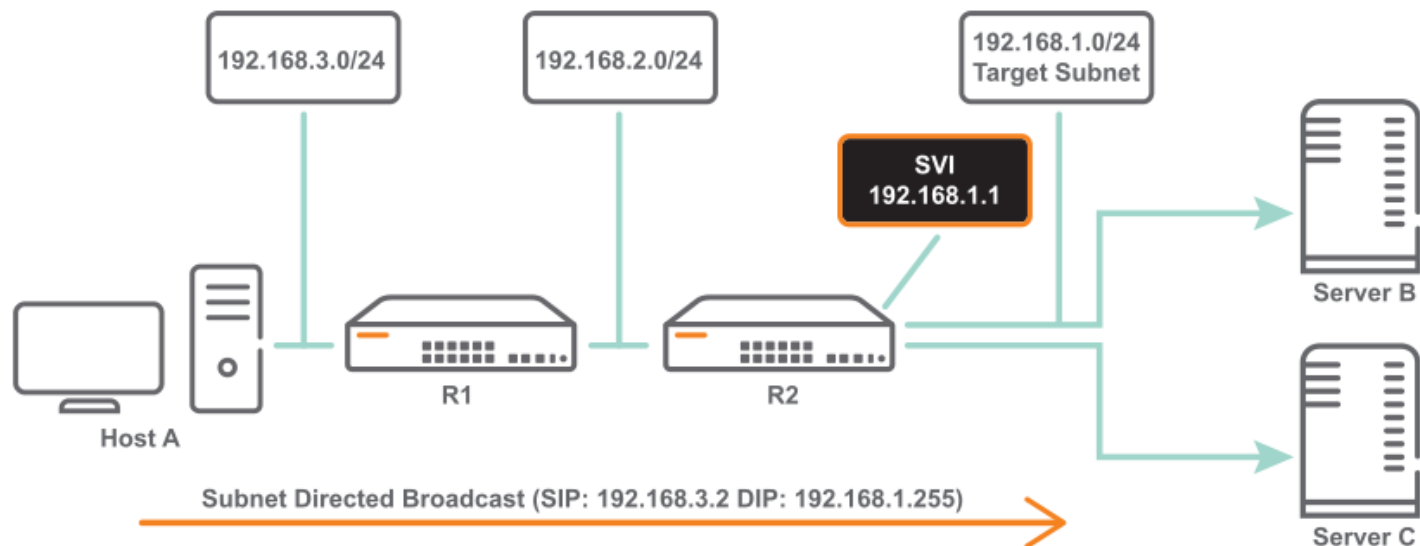 192.168.3.0/24
192.168.2.0/24
192.168.1.0/24
Target Subnet
SVI
192.168.1.1
Server B
R1
R2
Host A
Subnet Directed Broadcast (SIP: 192.168.3.2 DIP: 192.168.1.255)
Server C